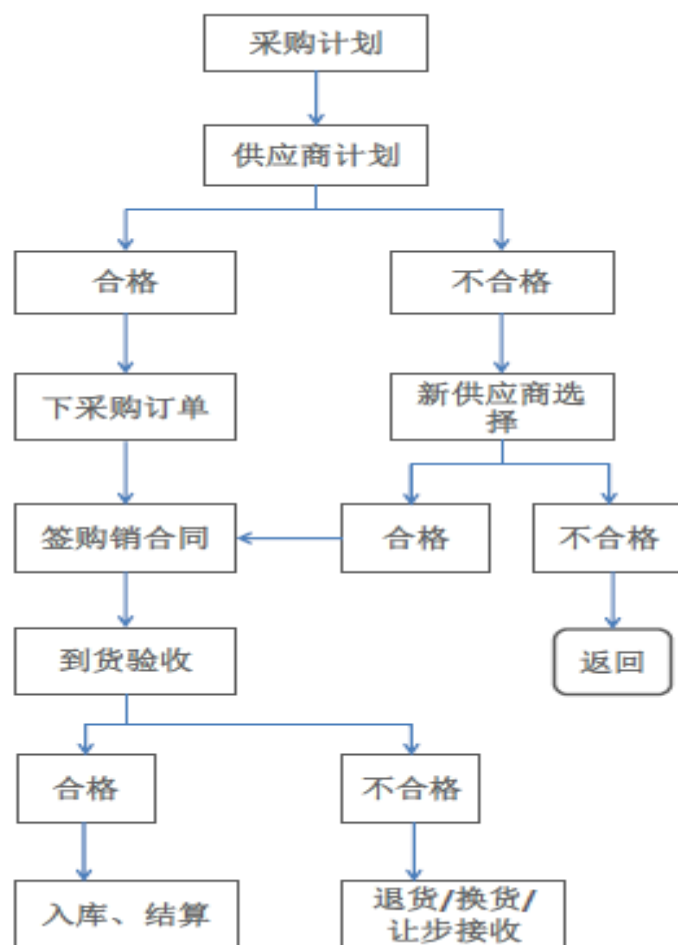 采购计划
供应商计划
合格
不合格
下采购订单
新供应商选
择
签购销合同
合格
不合格
到货验收
返回
合格
不合格
入库、结算
退货/换货/
让步接收